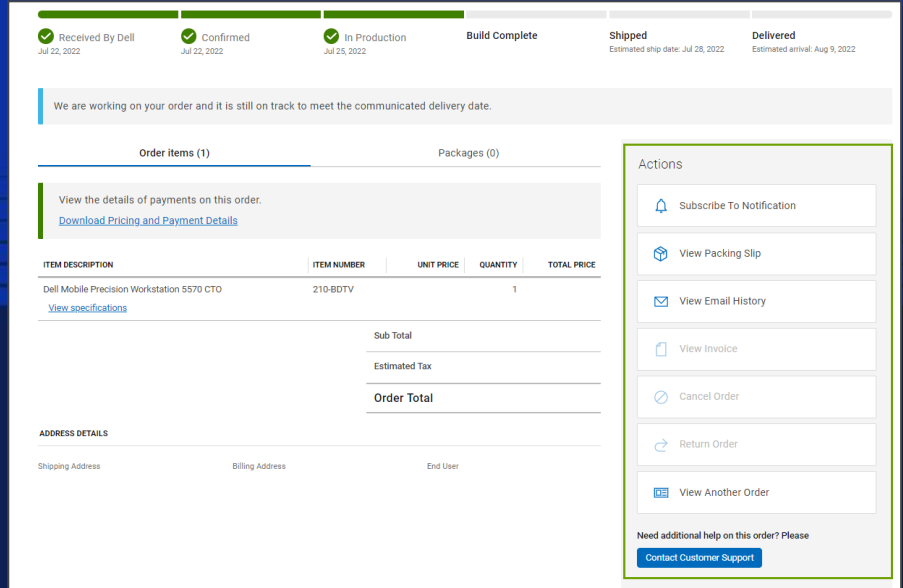 Received By Dell
Jul 22, 2022
Confirmed
Jul 22, 2022
In Production
Jul 25, 2022
Build Complete
Shipped
Estimated ship date: Jul 28, 2022
Delivered
Estimated arrival: Aug 9, 2022
We are working on your order and it is still on track to meet the communicated delivery date.
Order items (1)
Packages (0)
View the details of payments on this order.
Download Pricing and Payment Details
ITEM DESCRIPTION ITEM NUMBER UNIT PRICE QUANTITY TOTAL PRICE
Dell Mobile Precision Workstation 5570 CTO 210-BDTV 1
View specifications
Sub Total
Estimated Tax
Order Total
ADDRESS DETAILS
Shipping Address Billing Address End User
Actions
Subscribe To Notification
View Packing Slip
View Email History
View Invoice
Cancel Order
Return Order
View Another Order
Need additional help on this order? Please
Contact Customer Support